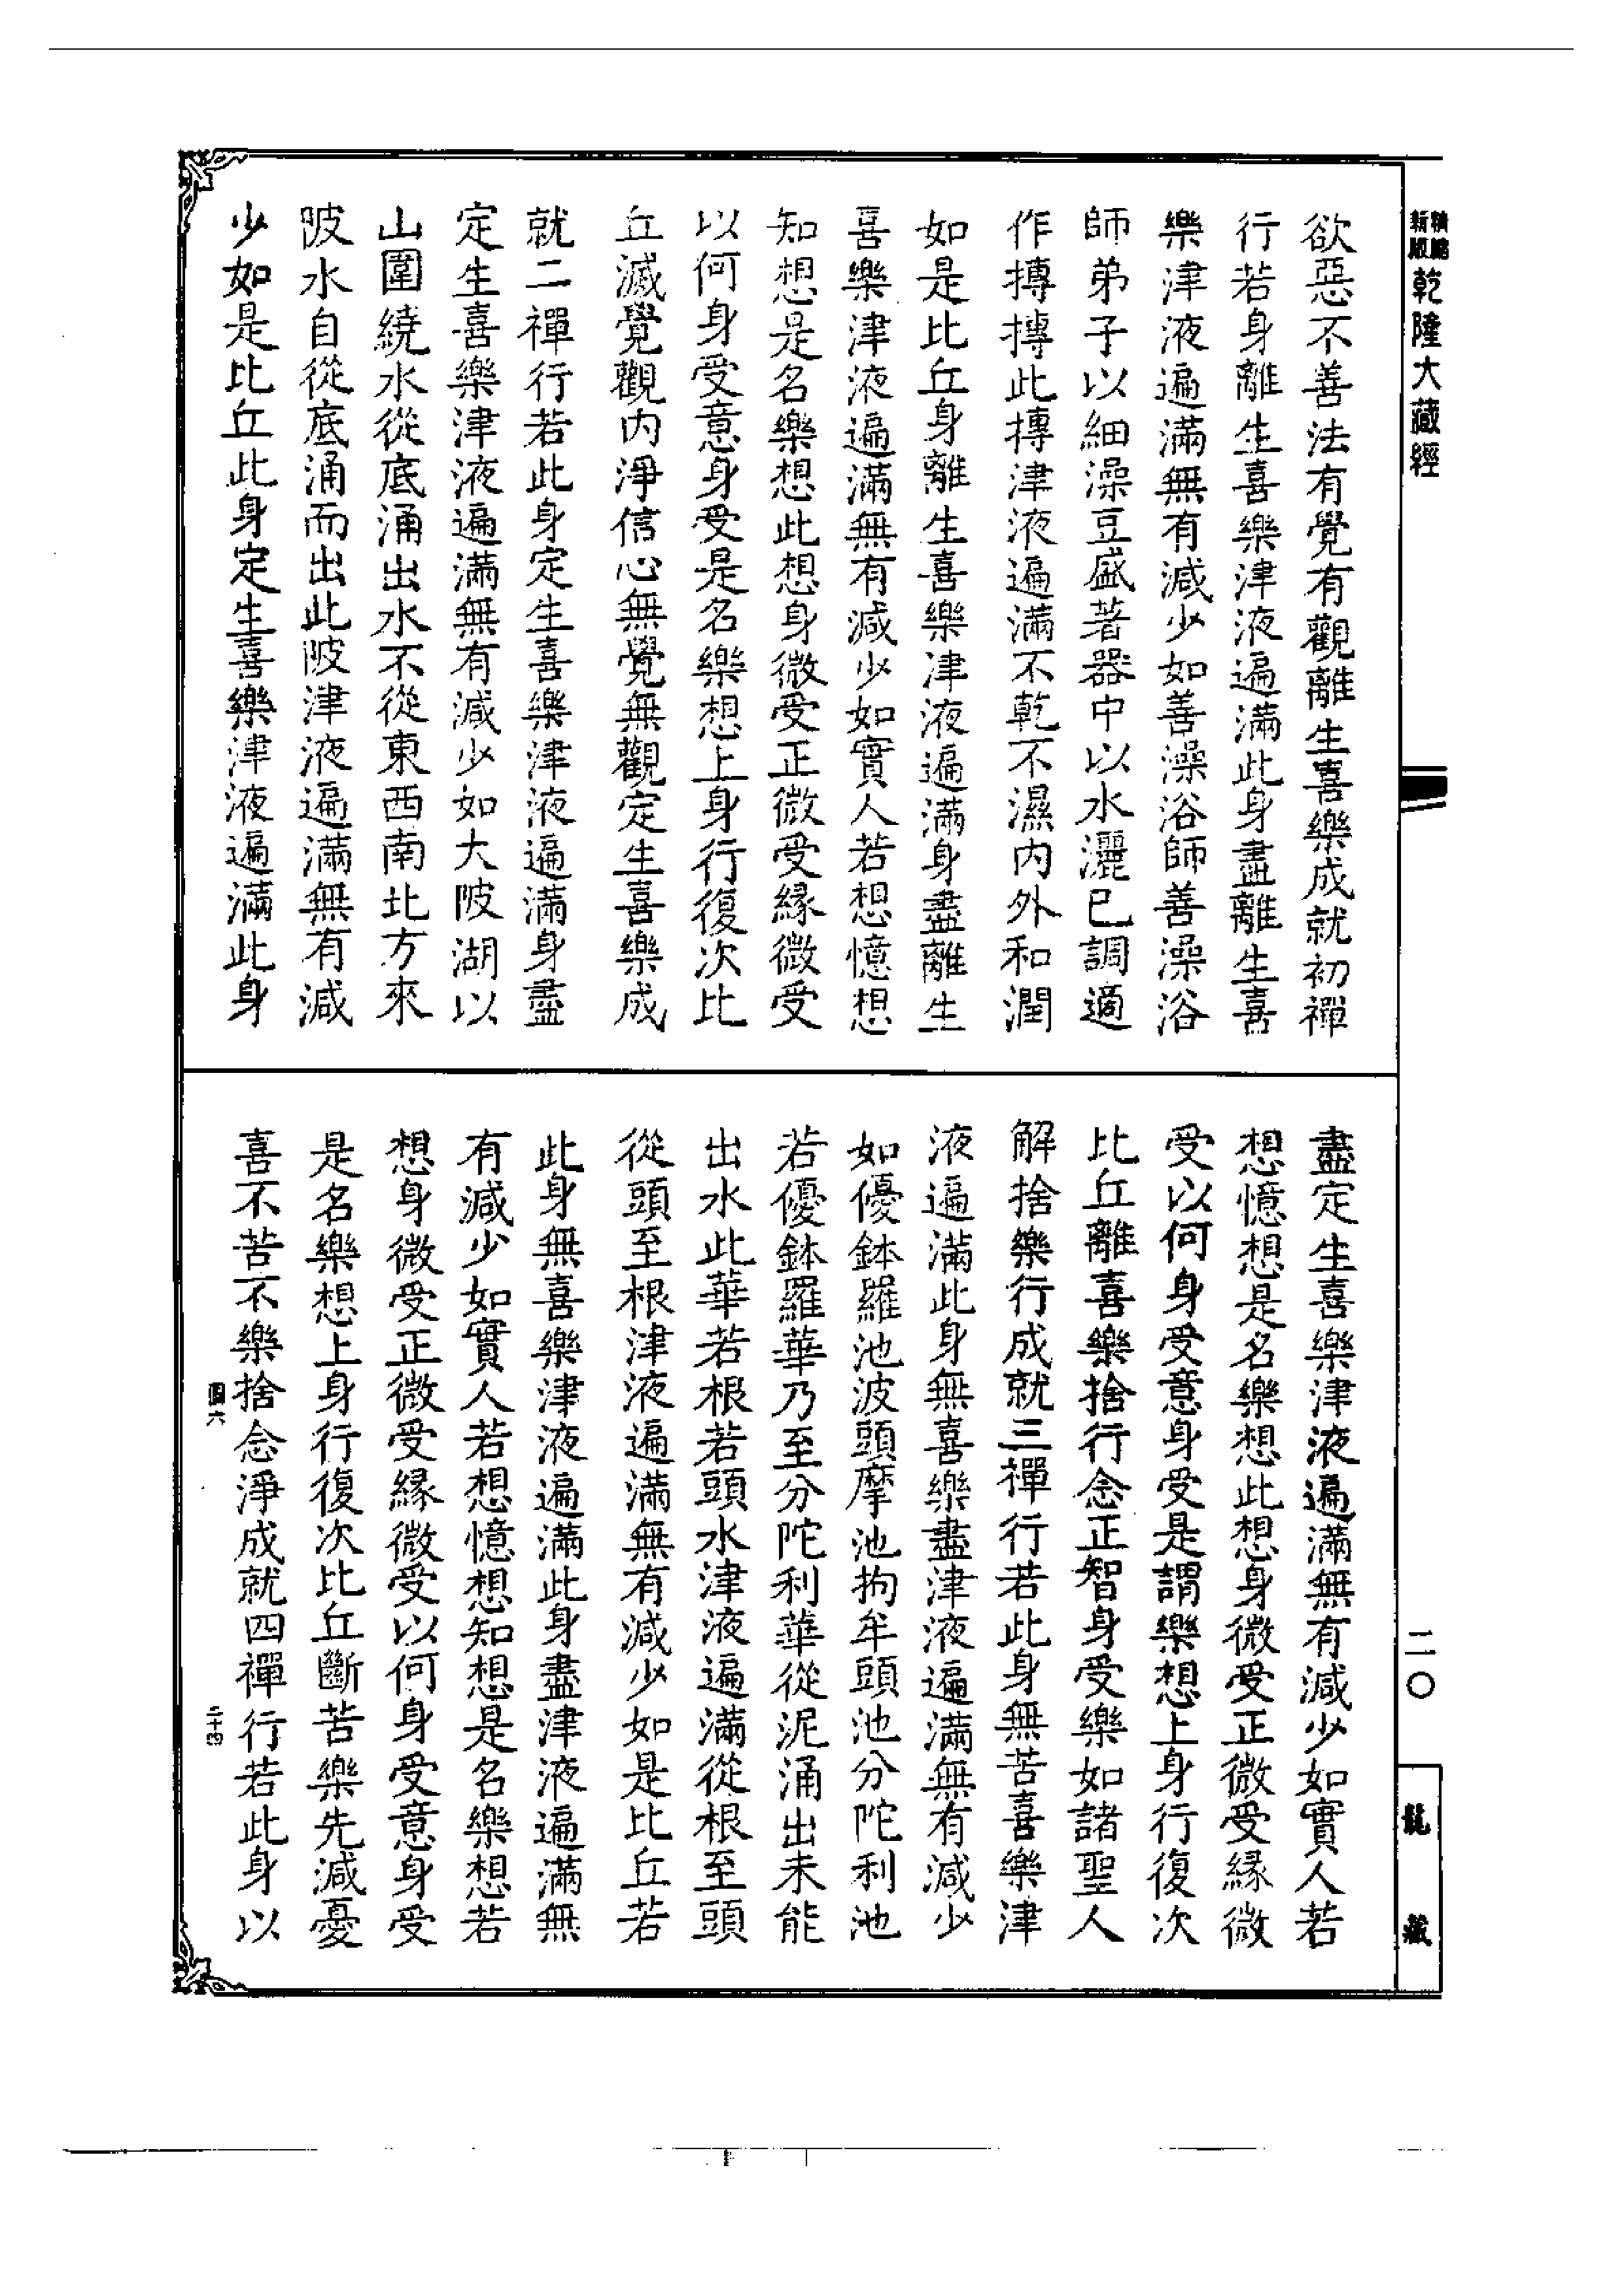 精編新版
乾隆大藏經
欲惡不善法有覺有觀離生喜樂成就初禪
行若身離生喜樂津液遍滿此身盡離生喜
樂津液遍滿無有減少如善澡浴師善澡浴
師弟子以細澡豆盛著器中以水灑已調適
作摶摶此摶津液遍滿不乾不濕內外和潤
如是比丘身離生喜樂津液遍滿身盡離生
喜樂津液遍滿無有減少如實人若想憶想
知想是名樂想此想身微受正微受緣微受
以何身受意身受是名樂想上身行復次比
丘滅覺觀內淨信心無覺無觀定生喜樂成
就二禪行若此身定生喜樂津液遍滿身盡
定生喜樂津液遍滿無有減少如大陂湖以
山圍繞水從底涌出水不從東西南北方來
陂水自從底涌而出此陂津液遍滿無有減
少如是比丘此身定生喜樂津液遍滿此身
盡定生喜樂津液遍滿無有減少如實人若
想憶想是名樂想此想身微受正微受緣微
受以何身受意身受是謂樂想上身行復次
比丘離喜樂捨行念正智身受樂如諸聖人
解捨樂行成就三禪行若此身無苦喜樂津
液遍滿此身無喜樂盡津液遍滿無有減少
如優鉢羅池波頭摩池拘牟頭池分陀利池
若優鉢羅華乃至分陀利華從泥涌出未能
出水此華若根若頭水津液遍滿從根至頭
從頭至根津液遍滿無有減少如是比丘若
此身無喜樂津液遍滿此身盡津液遍滿無
有減少如實人若想憶想知想是名樂想若
想身微受正微受緣微受以何身受意身受
是名樂想上身行復次比丘斷苦樂先滅憂
喜不苦不樂捨念淨成就四禪行若此身以
二〇
龍藏
二十四